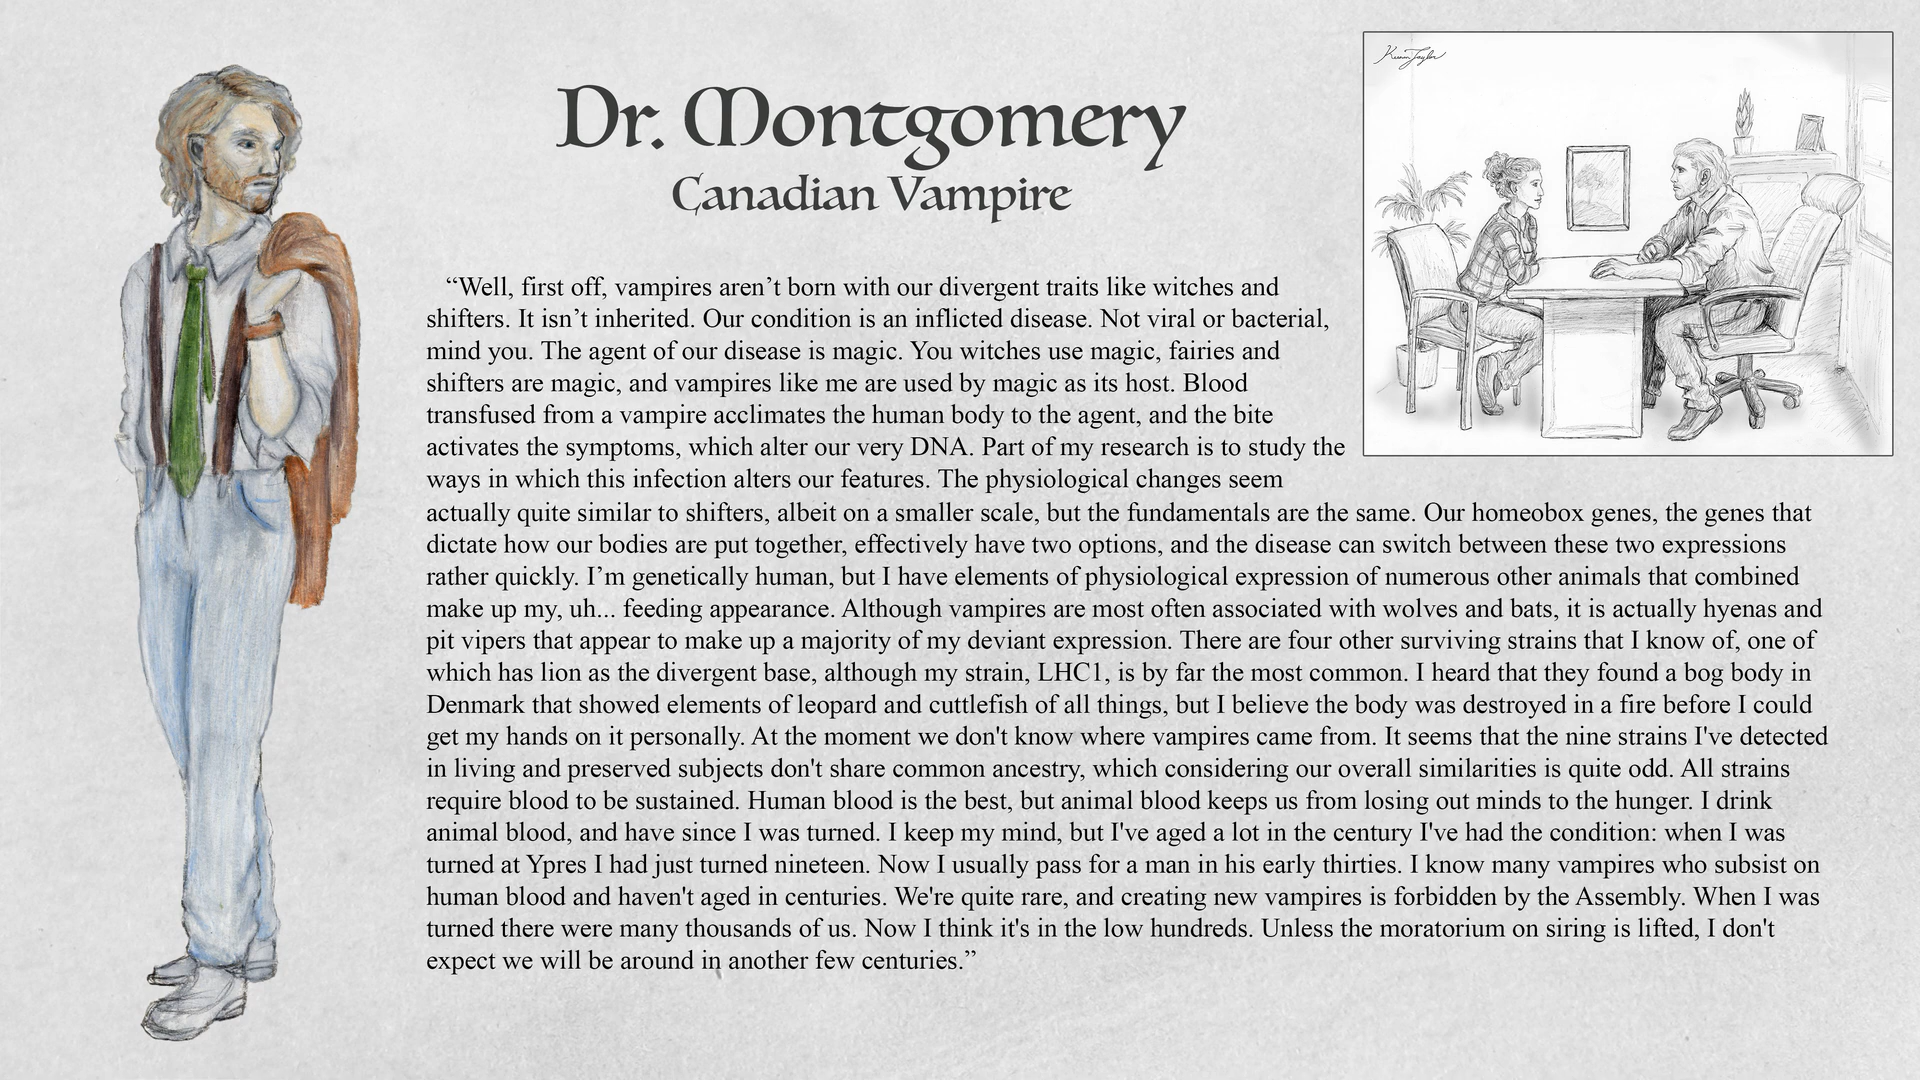 Dr. Montgomery
Canadian Vampire
“Well, first off, vampires aren’t born with our divergent traits like witches and
shifters. It isn’t inherited. Our condition is an inflicted disease. Not viral or bacterial,
mind you. The agent of our disease is magic. You witches use magic, fairies and
shifters are magic, and vampires like me are used by magic as its host. Blood
transfused from a vampire acclimates the human body to the agent, and the bite
activates the symptoms, which alter our very DNA. Part of my research is to study the
ways in which this infection alters our features. The physiological changes seem
actually quite similar to shifters, albeit on a smaller scale, but the fundamentals are the same. Our homeobox genes, the genes that
dictate how our bodies are put together, effectively have two options, and the disease can switch between these two expressions
rather quickly. I’m genetically human, but I have elements of physiological expression of numerous other animals that combined
make up my, uh... feeding appearance. Although vampires are most often associated with wolves and bats, it is actually hyenas and
pit vipers that appear to make up a majority of my deviant expression. There are four other surviving strains that I know of, one of
which has lion as the divergent base, although my strain, LHC1, is by far the most common. I heard that they found a bog body in
Denmark that showed elements of leopard and cuttlefish of all things, but I believe the body was destroyed in a fire before I could
get my hands on it personally. At the moment we don't know where vampires came from. It seems that the nine strains I've detected
in living and preserved subjects don't share common ancestry, which considering our overall similarities is quite odd. All strains
require blood to be sustained. Human blood is the best, but animal blood keeps us from losing out minds to the hunger. I drink
animal blood, and have since I was turned. I keep my mind, but I've aged a lot in the century I've had the condition: when I was
turned at Ypres I had just turned nineteen. Now I usually pass for a man in his early thirties. I know many vampires who subsist on
human blood and haven't aged in centuries. We're quite rare, and creating new vampires is forbidden by the Assembly. When I was
turned there were many thousands of us. Now I think it's in the low hundreds. Unless the moratorium on siring is lifted, I don't
expect we will be around in another few centuries.”